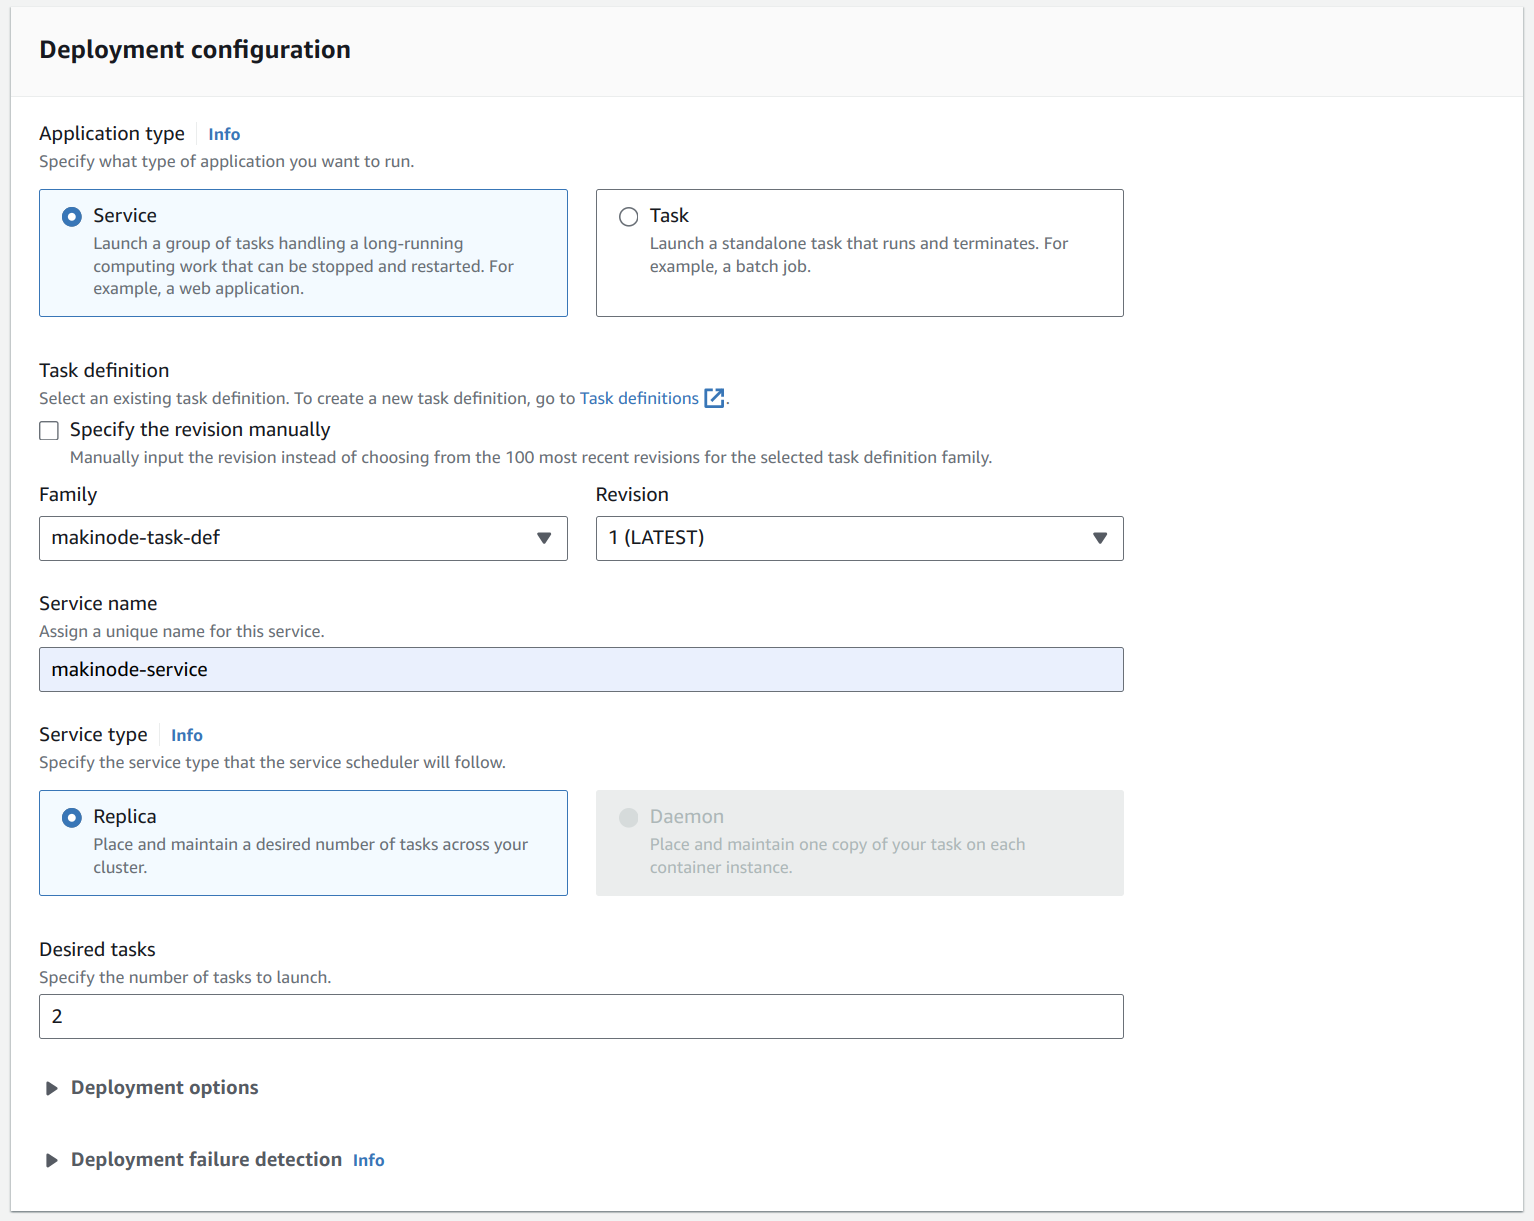 Deployment configuration
Application type Info
Specify what type of application you want to run.
Service
Launch a group of tasks handling a long-running
computing work that can be stopped and restarted. For
example, a web application.
Task
Launch a standalone task that runs and terminates. For
example, a batch job.
Task definition
Select an existing task definition. To create a new task definition, go to Task definitions .
Specify the revision manually
Manually input the revision instead of choosing from the 100 most recent revisions for the selected task definition family.
Family
makinode-task-def
Revision
1 (LATEST)
Service name
Assign a unique name for this service.
makinode-service
Service type Info
Specify the service type that the service scheduler will follow.
Replica
Place and maintain a desired number of tasks across your
cluster.
Daemon
Place and maintain one copy of your task on each
container instance.
Desired tasks
Specify the number of tasks to launch.
2
Deployment options
Deployment failure detection Info